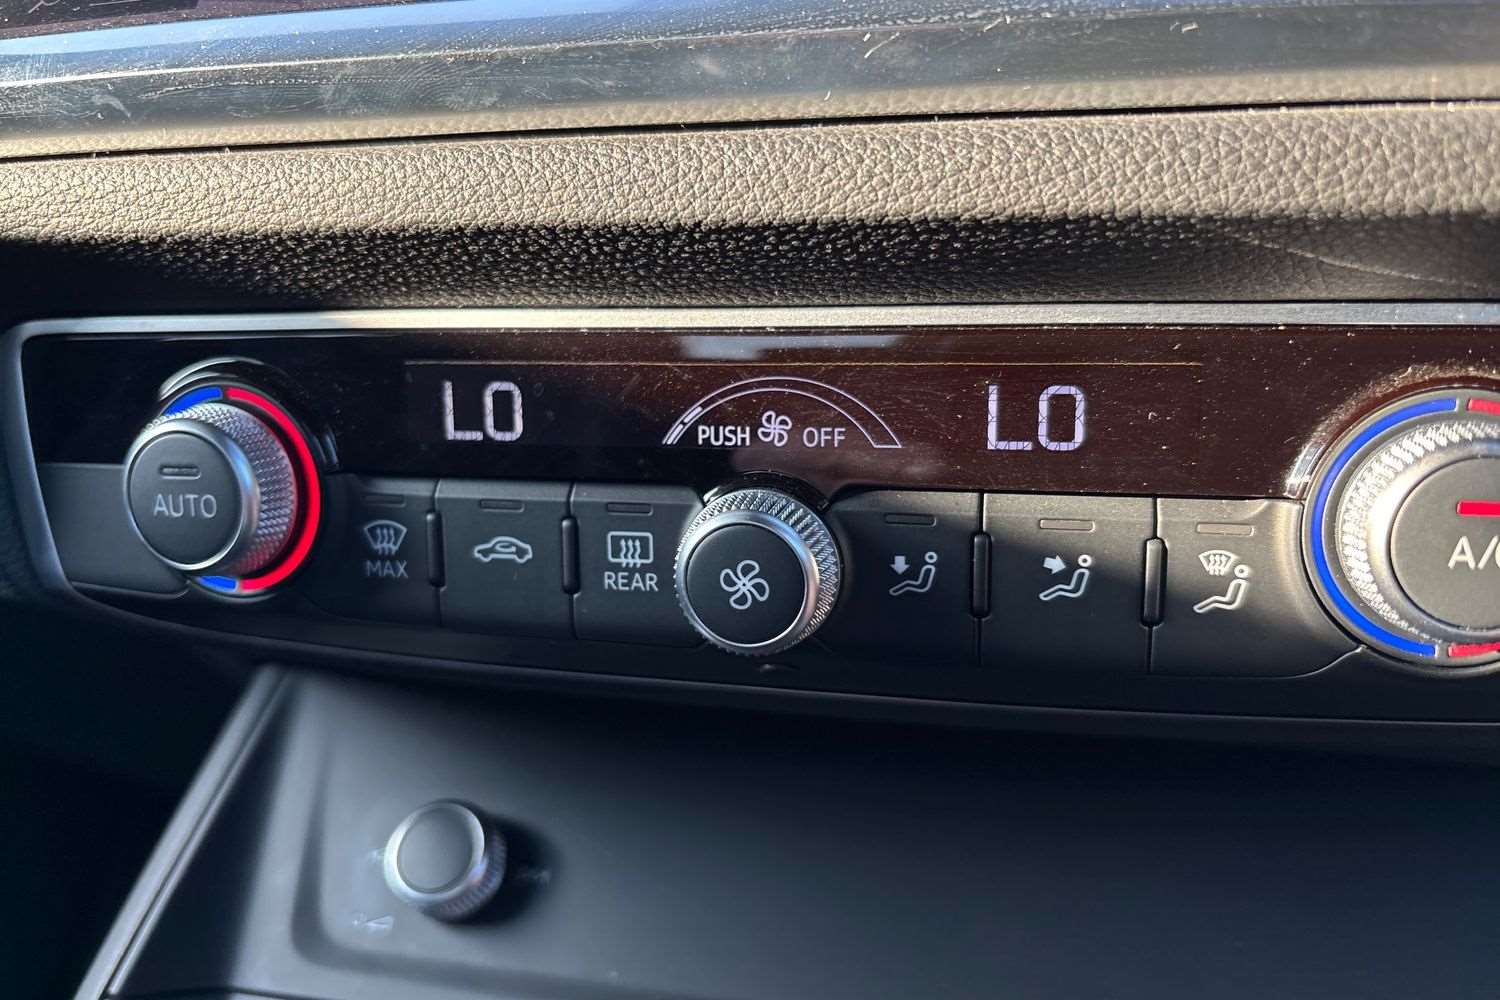 LO
PUSH OFF
LO
AUTO
MAX
REAR
A/C